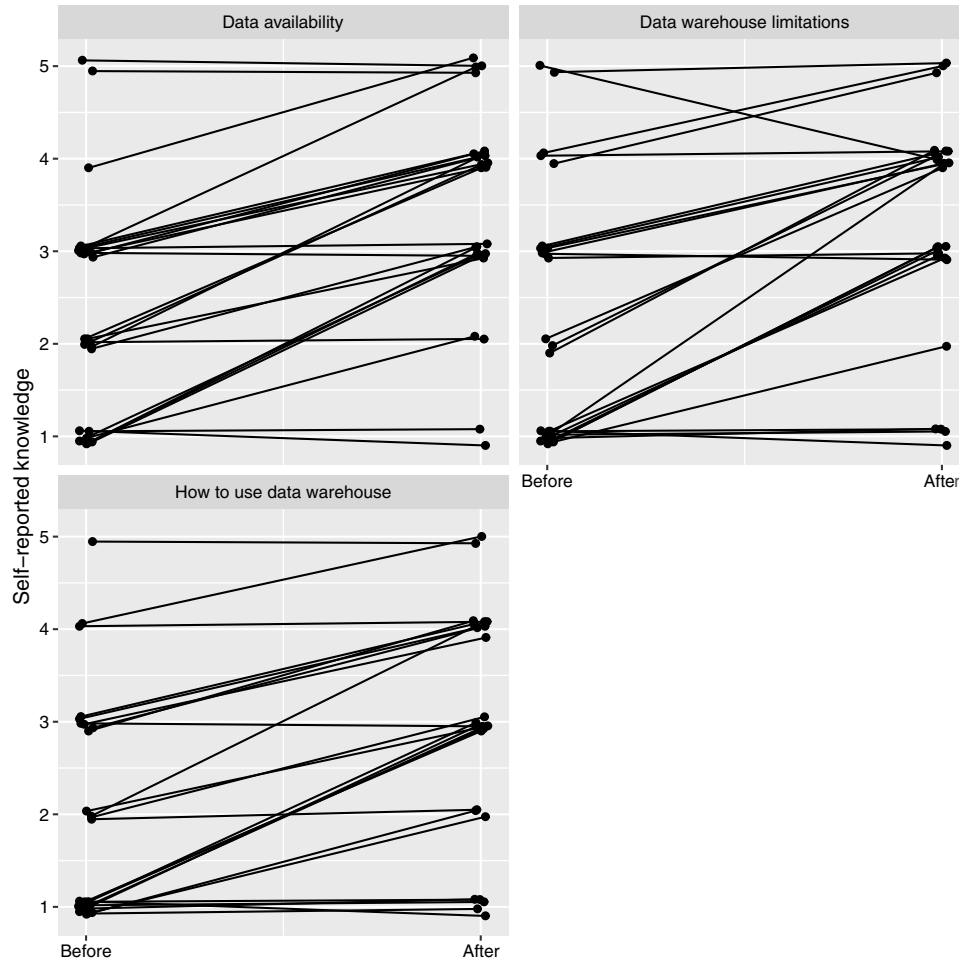 Data availability
Data warehouse limitations
5
4
3
2
1
Before
After
How to use data warehouse
Self−reported knowledge
5
4
3
2
1
Before
After